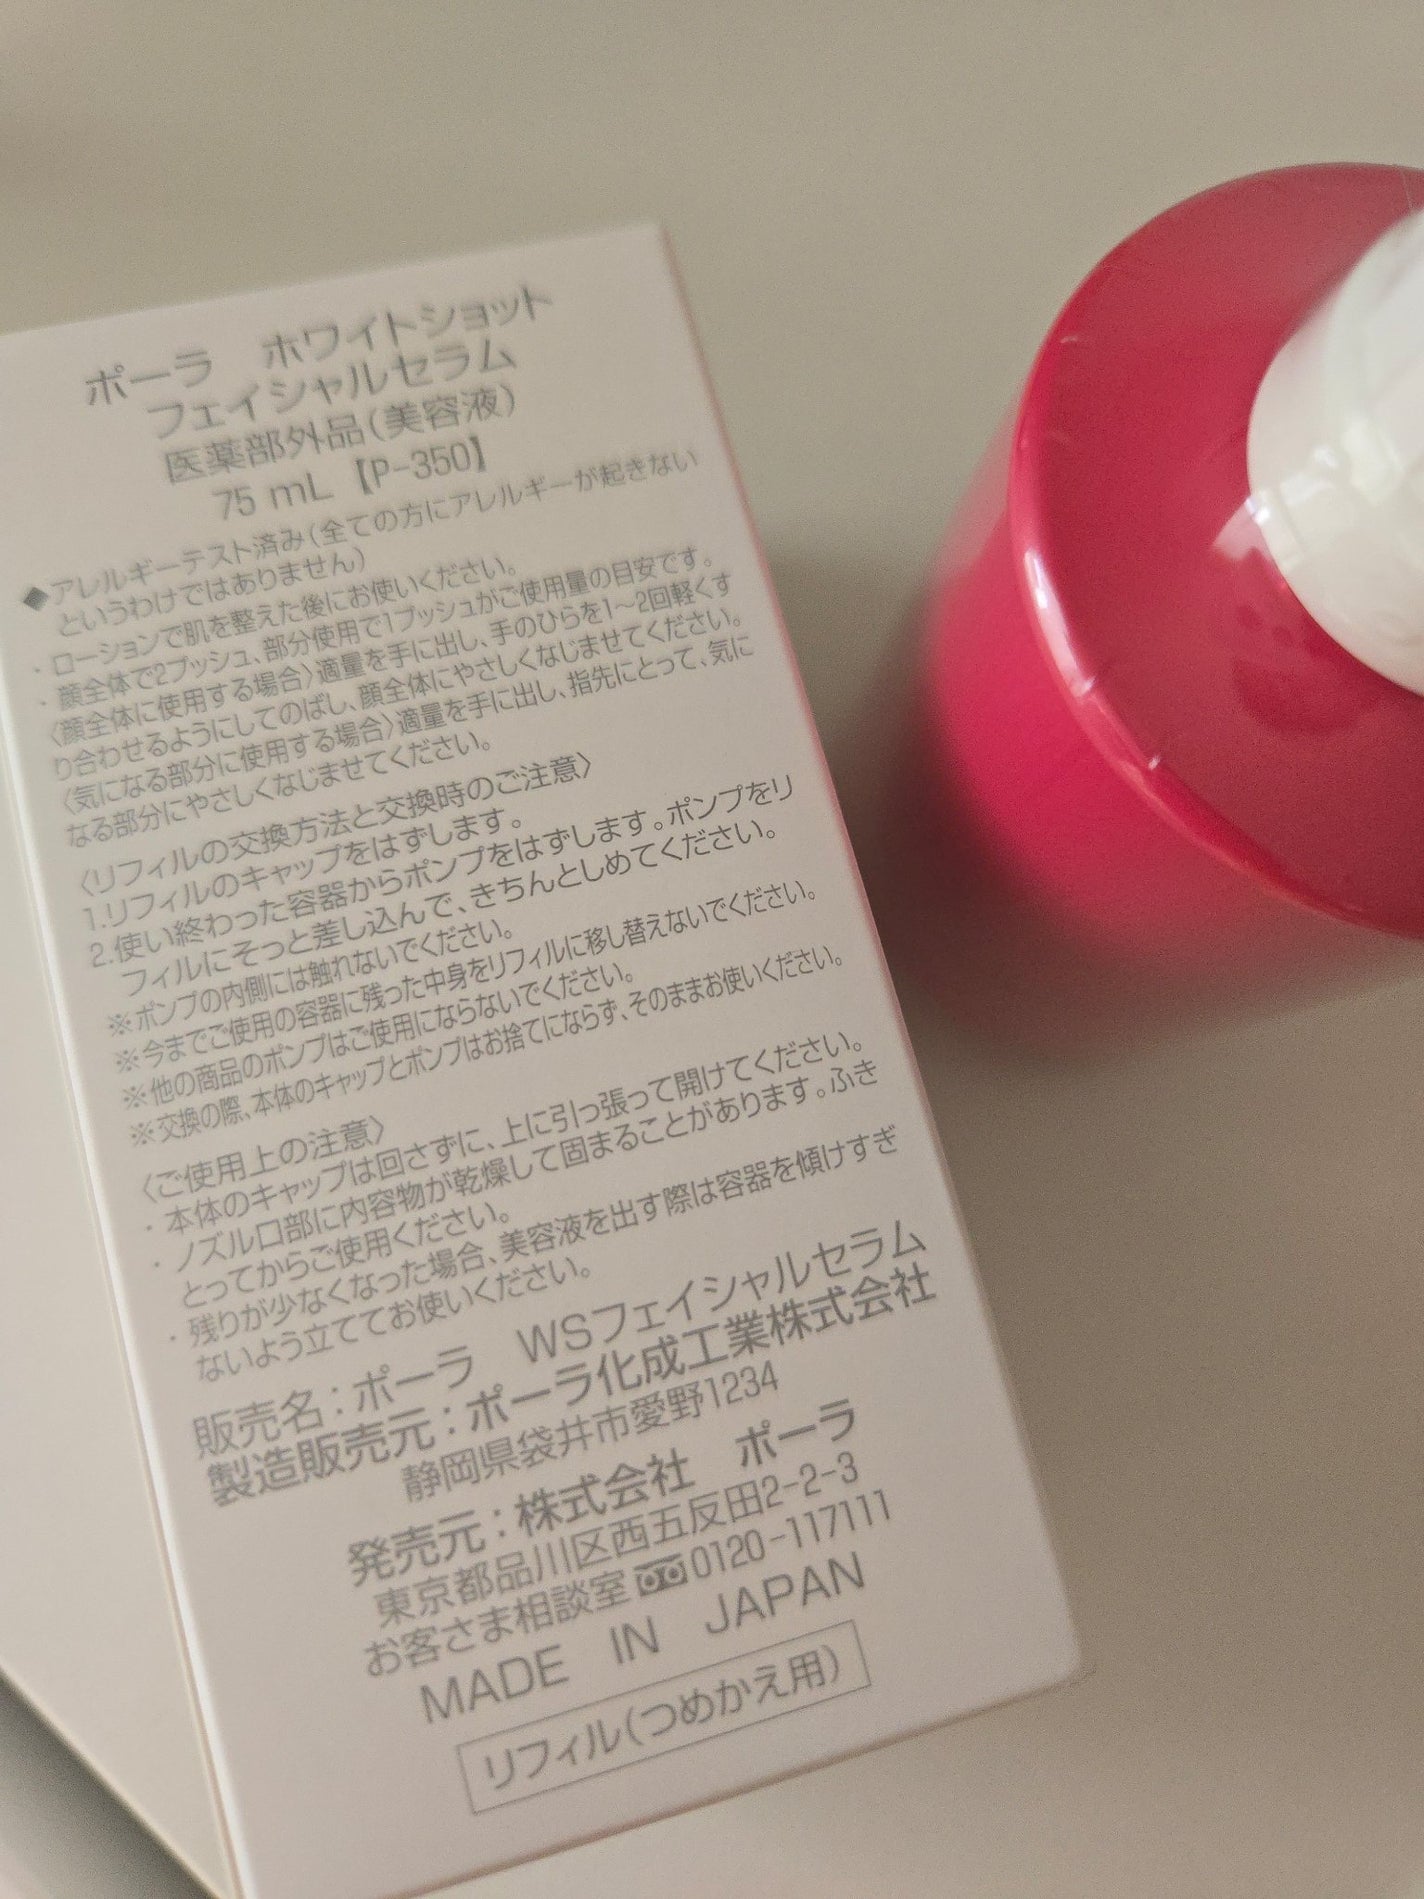 ポーラ　ホワイトショット
フェイシャルセラム
医薬部外品(美容液)
75 mL【P-350】
◆アレルギーテスト済み(全ての方にアレルギーが起きない
というわけではありません)
・ローションで肌を整えた後にお使いください。
・顔全体で2プッシュ、部分使用で1プッシュがご使用量の目安です。
〈顔全体に使用する場合〉適量を手に出し、手のひらを1～2回軽くす
り合わせるようにしてのばし、顔全体にやさしくなじませてください。
〈気になる部分に使用する場合〉適量を手に出し、指先にとって、気に
なる部分にやさしくなじませてください。
〈リフィルの交換方法と交換時のご注意〉
1.リフィルのキャップをはずします。
2.使い終わった容器からポンプをはずします。ポンプをリ
フィルにそっと差し込んで、きちんとしめてください。
※ポンプの内側には触れないでください。
※今までご使用の容器に残った中身をリフィルに移し替えないでください。
※他の商品のポンプはご使用にならないでください。
※交換の際、本体のキャップとポンプはお捨てにならず、そのままお使いください。
〈ご使用上の注意〉
・本体のキャップは回さずに、上に引っ張って開けてください。
・ノズル口部に内容物が乾燥して固まることがあります。ふき
とってからご使用ください。
・残りが少なくなった場合、美容液を出す際は容器を傾けすぎ
ないよう立ててお使いください。
販売名：ポーラ　WSフェイシャルセラム
製造販売元：ポーラ化成工業株式会社
静岡県袋井市愛野1234
発売元：株式会社　ポーラ
東京都品川区西五反田2-2-3
お客さま相談室 0120-117111
MADE IN JAPAN
リフィル(つめかえ用)